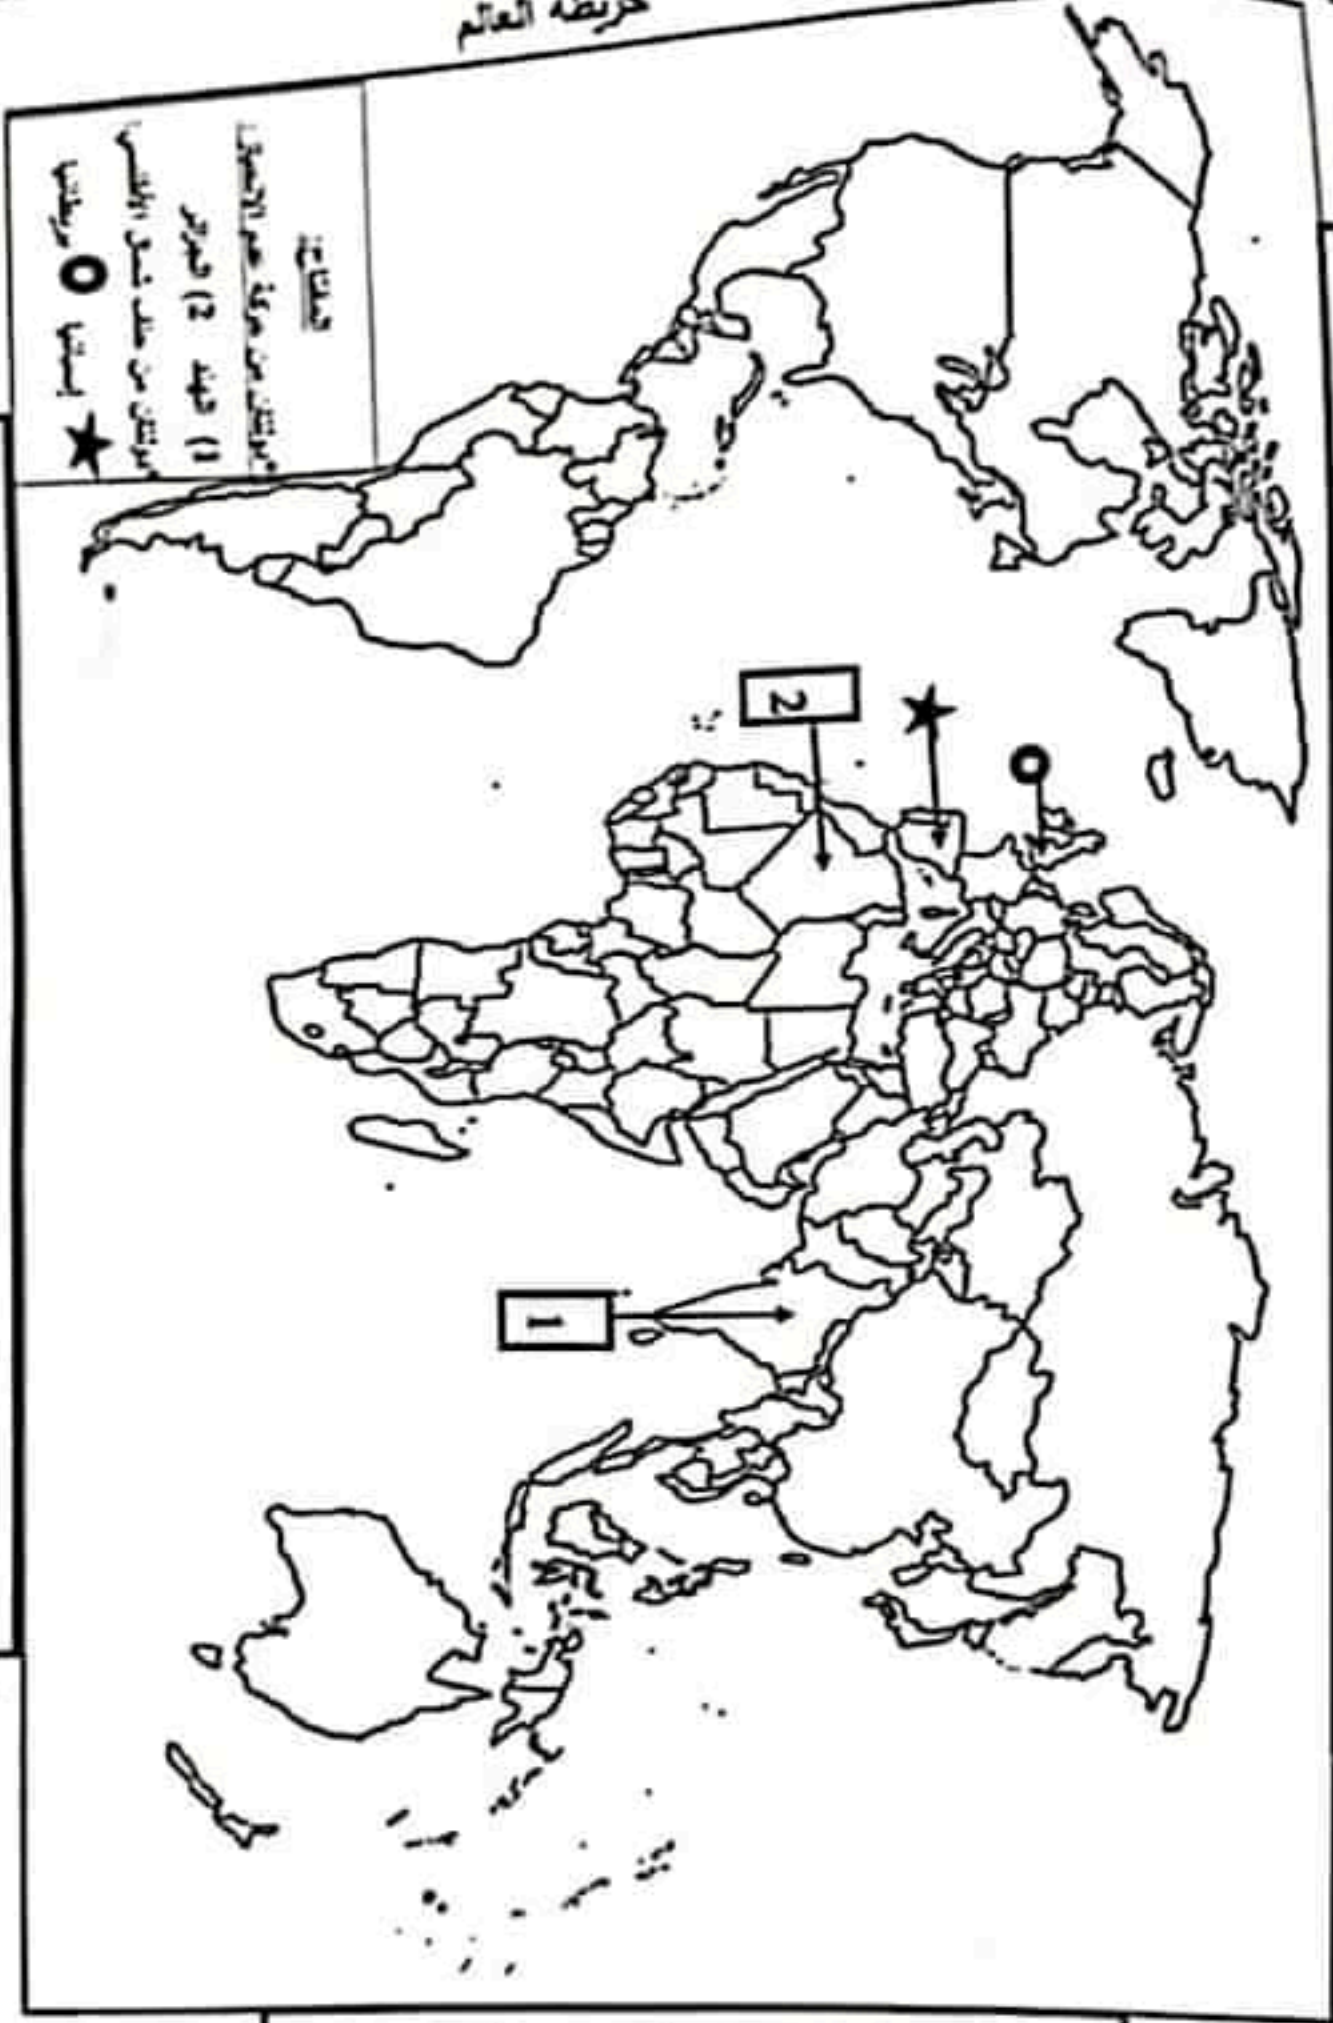 خريطة العالم
المفتاح:
*دولتان من حركة عدم الانحياز:
1) الهند 2) الجزائر
*دولتان من حلف شمال الأطلسي:
إسبانيا بريطانيا
2
1